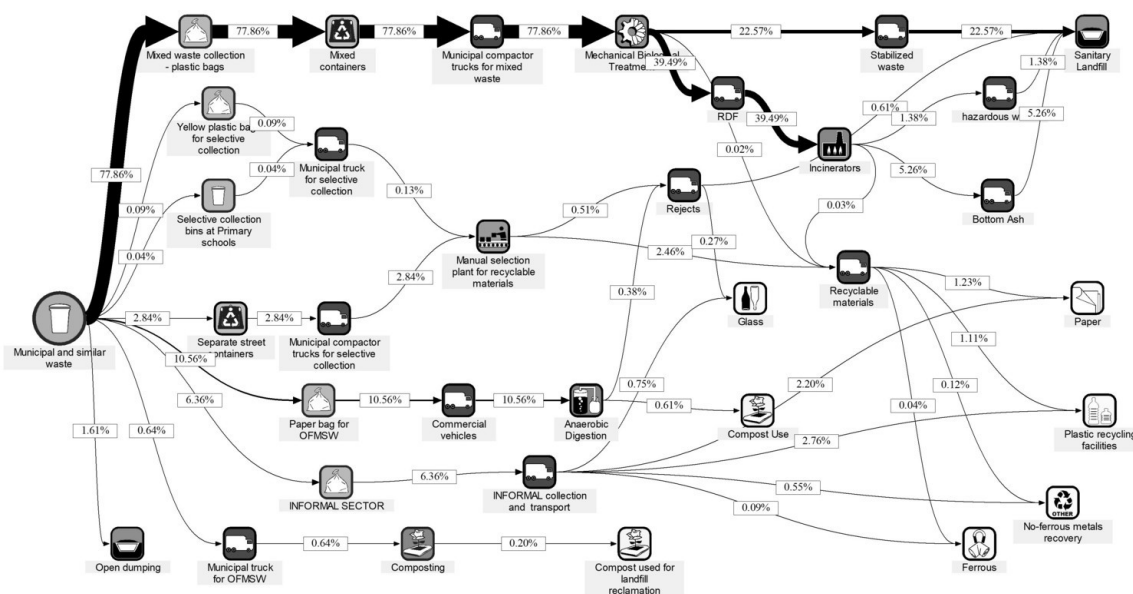 77.86%
77.86%
77.86%
22.57%
22.57%
Mixed waste collection
- plastic bags
Mixed
containers
Municipal compactor
trucks for mixed
waste
Mechanical Biological
39.49%
Stabilized
waste
Sanitary
Landfill
1.38%
0.09%
Yellow plastic bag
for selective
collection
RDF
39.49%
0.61%
1.38%
hazardous
5.26%
77.86%
0.04%
Municipal truck
for selective
collection
0.02%
Incinerators
5.26%
0.09%
0.04%
Selective collection
bins at Primary
schools
0.13%
0.51%
Rejects
0.03%
Bottom Ash
0.27%
Manual selection
plant for recyclable
materials
2.46%
Recyclable
materials
1.23%
2.84%
0.38%
Glass
Paper
Municipal and similar
waste
2.84%
2.84%
Separate street
containers
Municipal compactor
trucks for selective
collection
1.11%
10.56%
0.75%
2.20%
0.12%
6.36%
10.56%
10.56%
0.61%
0.04%
1.61%
0.64%
Paper bag for
OFMSW
Commercial
vehicles
Anaerobic
Digestion
Compost Use
2.76%
Plastic recycling
facilities
6.36%
INFORMAL SECTOR
INFORMAL collection
and transport
0.55%
0.09%
OTHER
No-ferrous metals
recovery
0.64%
0.20%
Open dumping
Municipal truck
for OFMSW
Composting
Compost used for
landfill
reclamation
Ferrous